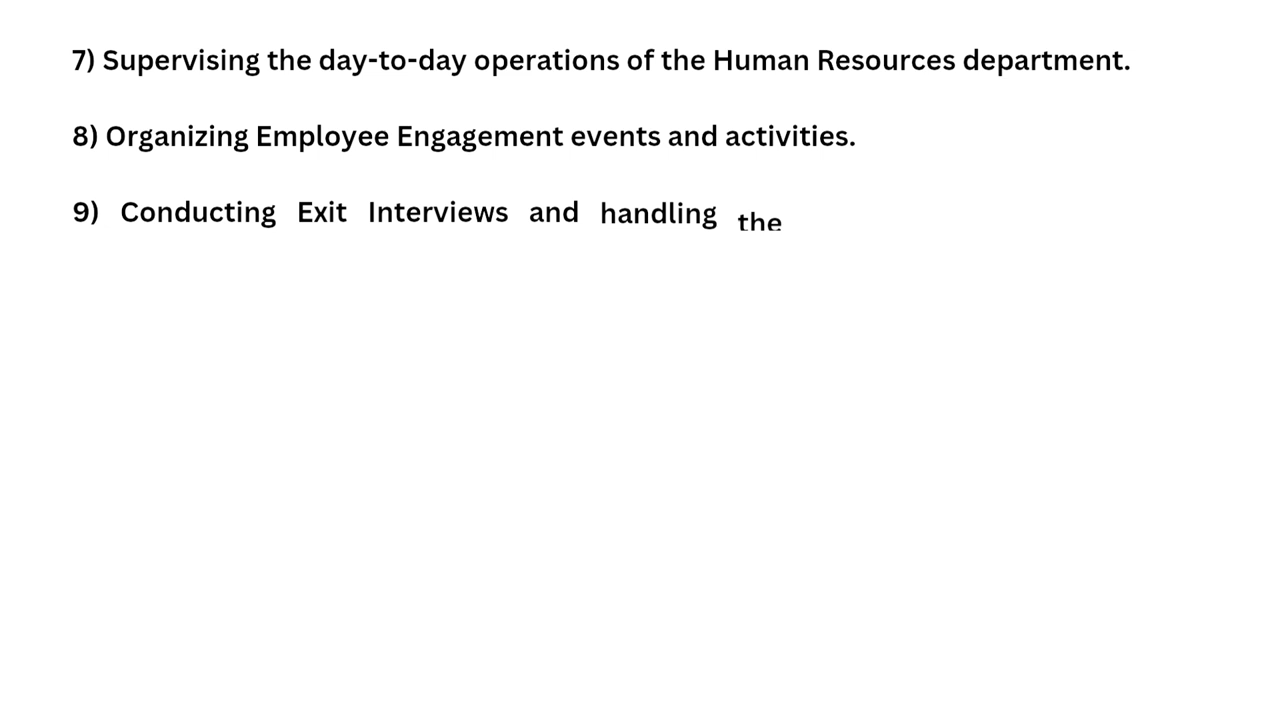 7) Supervising the day-to-day operations of the Human Resources department.
8) Organizing Employee Engagement events and activities.
9) Conducting Exit Interviews and handling the